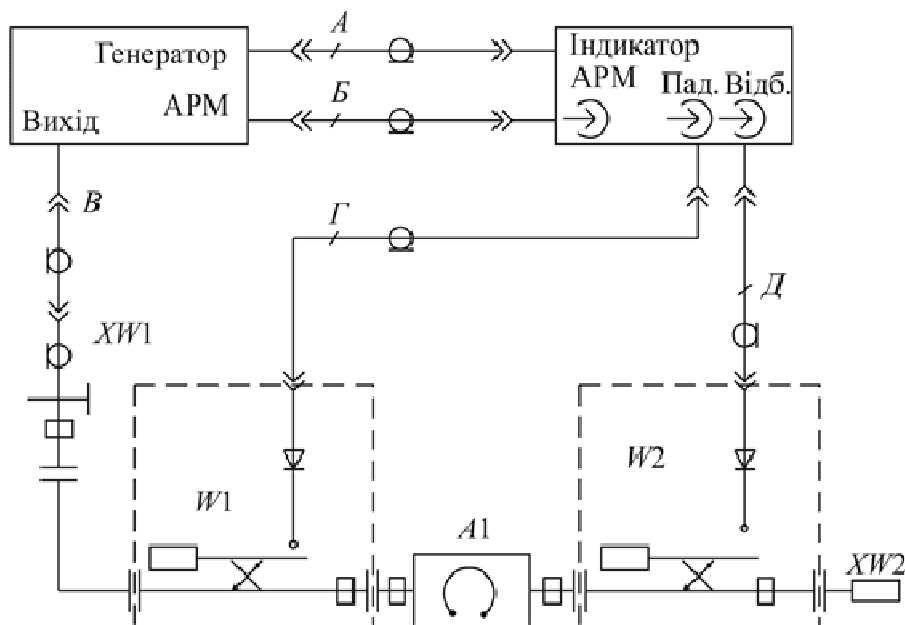 Генератор
АРМ
Вихід
А
Б
Індикатор
АРМ
Пад. Відб.
В
Г
Д
XW1
W1
A1
W2
XW2